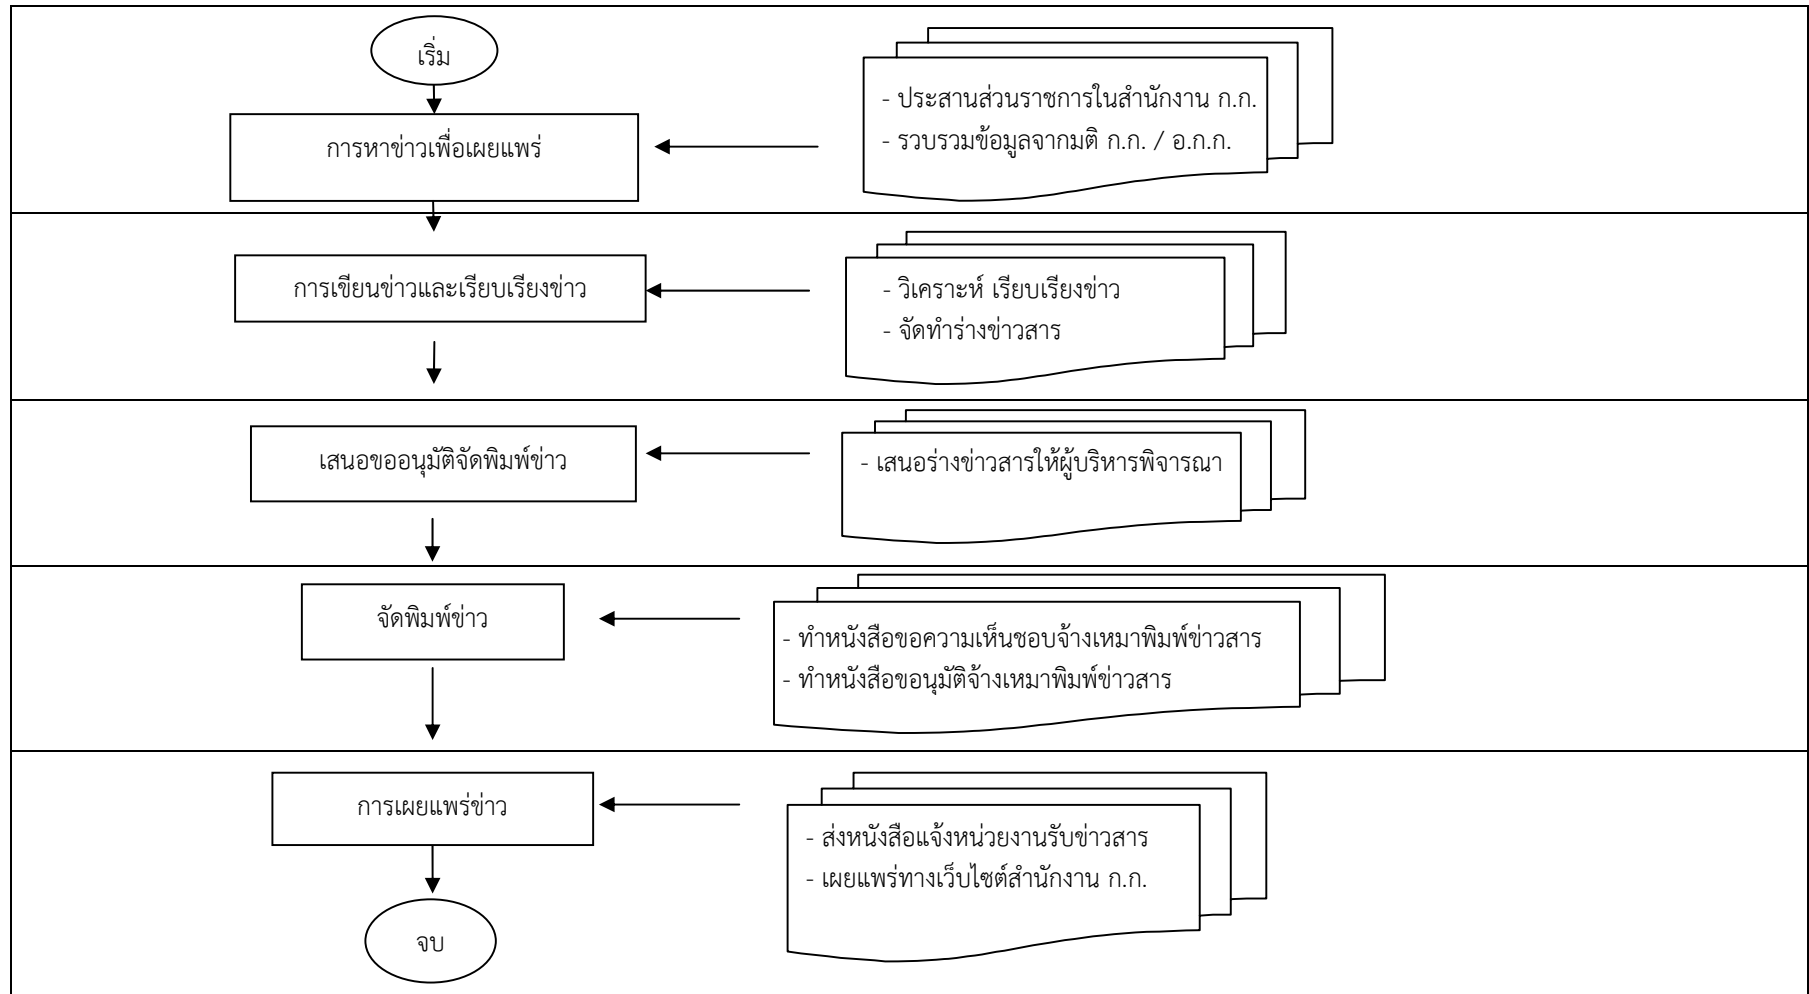 เริ่ม
การหาข่าวเพื่อเผยแพร่
- ประสานส่วนราชการในสำนักงาน ก.ก.
- รวบรวมข้อมูลจากมติ ก.ก. / อ.ก.ก.
การเขียนข่าวและเรียบเรียงข่าว
- วิเคราะห์ เรียบเรียงข่าว
- จัดทำร่างข่าวสาร
เสนอขออนุมัติจัดพิมพ์ข่าว
- เสนอร่างข่าวสารให้ผู้บริหารพิจารณา
จัดพิมพ์ข่าว
- ทำหนังสือขอความเห็นชอบจ้างเหมาพิมพ์ข่าวสาร
- ทำหนังสือขอนุมัติจ้างเหมาพิมพ์ข่าวสาร
การเผยแพร่ข่าว
- ส่งหนังสือแจ้งหน่วยงานรับข่าวสาร
- เผยแพร่ทางเว็บไซต์สำนักงาน ก.ก.
จบ